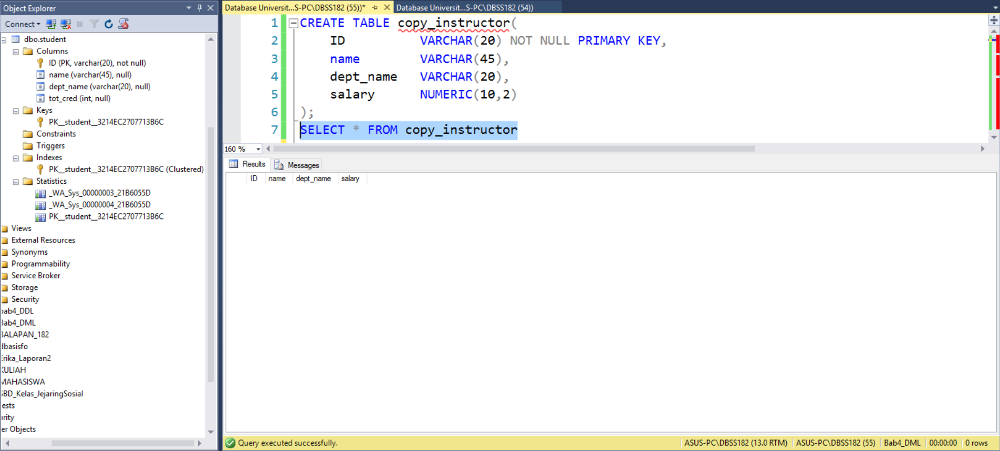 Object Explorer
Connect
dbo.student
Columns
ID (PK, varchar(20), not null)
name (varchar(45), null)
dept_name (varchar(20), null)
tot_cred (int, null)
Keys
PK__student__3214EC2707713B6C
Constraints
Triggers
Indexes
PK__student__3214EC2707713B6C (Clustered)
Statistics
_WA_Sys_00000003_21B6055D
_WA_Sys_00000004_21B6055D
PK__student__3214EC2707713B6C
Views
External Resources
Synonyms
Programmability
Service Broker
Storage
Security
bab4_DDL
Bab4_DML
BALAPAN_182
dbasisfo
Erika_Laporan2
KULIAH
MAHASISWA
SBD_Kelas_JejaringSosial
ests
urity
er Objects
Database Universit...S-PC\DBSS182 (55))* Database Universit...S-PC\DBSS182 (54))
1 CREATE TABLE copy_instructor(
2 ID VARCHAR(20) NOT NULL PRIMARY KEY,
3 name VARCHAR(45),
4 dept_name VARCHAR(20),
5 salary NUMERIC(10,2)
6 );
7 SELECT * FROM copy_instructor
160 %
Results Messages
ID name dept_name salary
Query executed successfully. ASUS-PC\DBSS182 (13.0 RTM) ASUS-PC\DBSS182 (55) Bab4_DML 00:00:00 0 rows